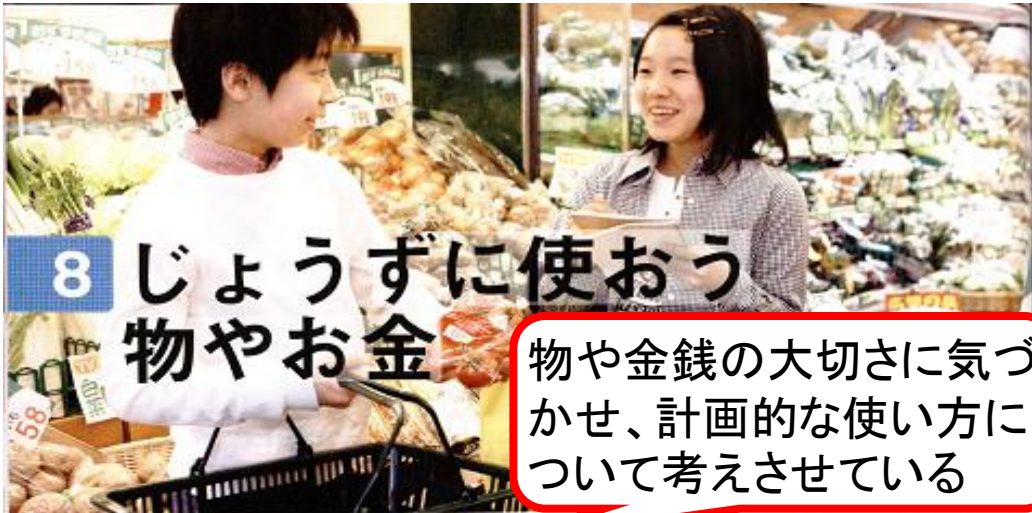 8 じょうずに使おう
物やお金
物や金銭の大切さに気づ
かせ、計画的な使い方に
ついて考えさせている
58